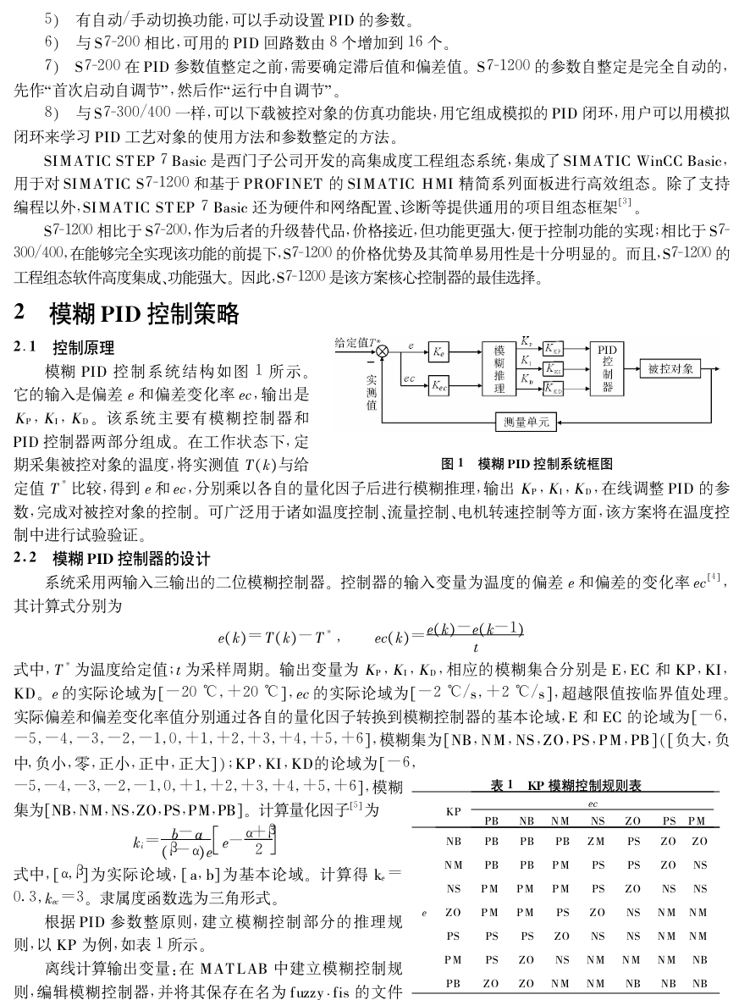 5) 有自动/手动切换功能,可以手动设置 PID 的参数。
6) 与 S7-200 相比,可用的 PID 回路数由 8 个增加到 16 个。
7) S7-200 在 PID 参数值整定之前,需要确定滞后值和偏差值。S7-1200 的参数自整定是完全自动的,
先作“首次启动自调节”,然后作“运行中自调节”。
8) 与 S7-300/400 一样,可以下载被控对象的仿真功能块,用它组成模拟的 PID 闭环,用户可以用模拟
闭环来学习 PID 工艺对象的使用方法和参数整定的方法。
SIMATIC STEP 7 Basic 是西门子公司开发的高集成度工程组态系统,集成了 SIMATIC WinCC Basic,
用于对 SIMATIC S7-1200 和基于 PROFINET 的 SIMATIC HMI 精简系列面板进行高效组态。除了支持
编程以外,SIMATIC STEP 7 Basic 还为硬件和网络配置、诊断等提供通用的项目组态框架[3]。
S7-1200 相比于 S7-200,作为后者的升级替代品,价格接近,但功能更强大,便于控制功能的实现;相比于 S7-
300/400,在能够完全实现该功能的前提下,S7-1200 的价格优势及其简单易用性是十分明显的。而且,S7-1200 的
工程组态软件高度集成、功能强大。因此,S7-1200 是该方案核心控制器的最佳选择。
2 模糊 PID 控制策略
2.1 控制原理
模糊 PID 控制系统结构如图 1 所示。
它的输入是偏差 e 和偏差变化率 ec,输出是
KP,KI,KD。该系统主要有模糊控制器和
PID 控制器两部分组成。在工作状态下,定
期采集被控对象的温度,将实测值 T(k)与给
给定值T* e Ke 模糊推理 KP KKP PID控制器 被控对象
− ec Kec KI KKI
实测值 KD KKD
测量单元
图 1 模糊 PID 控制系统框图
定值 T* 比较,得到 e 和 ec,分别乘以各自的量化因子后进行模糊推理,输出 KP,KI,KD,在线调整 PID 的参
数,完成对被控对象的控制。可广泛用于诸如温度控制、流量控制、电机转速控制等方面,该方案将在温度控
制中进行试验验证。
2.2 模糊 PID 控制器的设计
系统采用两输入三输出的二位模糊控制器。控制器的输入变量为温度的偏差 e 和偏差的变化率 ec[4],
其计算式分别为
e(k)=T(k)−T*, ec(k)=e(k)−e(k−1)
t
式中,T* 为温度给定值;t 为采样周期。输出变量为 KP,KI,KD,相应的模糊集合分别是 E,EC 和 KP,KI,
KD。e 的实际论域为[−20 ℃,+20 ℃],ec 的实际论域为[−2 ℃/s,+2 ℃/s],超越限值按临界值处理。
实际偏差和偏差变化率值分别通过各自的量化因子转换到模糊控制器的基本论域,E 和 EC 的论域为[−6,
−5,−4,−3,−2,−1,0,+1,+2,+3,+4,+5,+6],模糊集为[NB,NM,NS,ZO,PS,PM,PB]([负大,负
中,负小,零,正小,正中,正大]);KP,KI,KD的论域为[−6,
−5,−4,−3,−2,−1,0,+1,+2,+3,+4,+5,+6],模糊
集为[NB,NM,NS,ZO,PS,PM,PB]。计算量化因子[5]为
ki= b−a [ e− α+β ]
(β−α)e 2
式中,[α,β]为实际论域,[a,b]为基本论域。计算得 ke=
0.3,kec=3。隶属度函数选为三角形式。
根据 PID 参数整原则,建立模糊控制部分的推理规
则,以 KP 为例,如表 1 所示。
离线计算输出变量:在 MATLAB 中建立模糊控制规
则,编辑模糊控制器,并将其保存在名为 fuzzy·fis 的文件
表 1 KP 模糊控制规则表
KP ec
PB NB NM NS ZO PS PM
NB PB PB PB ZM PS ZO ZO
NM PB PB PM PS PS ZO NS
NS PM PM PM PS ZO NS NS
e ZO PM PM PS ZO NS NM NM
PS PS PS ZO NS NS NM NM
PM PS ZO NS NM NM NM NB
PB ZO ZO NM NM NB NB NB